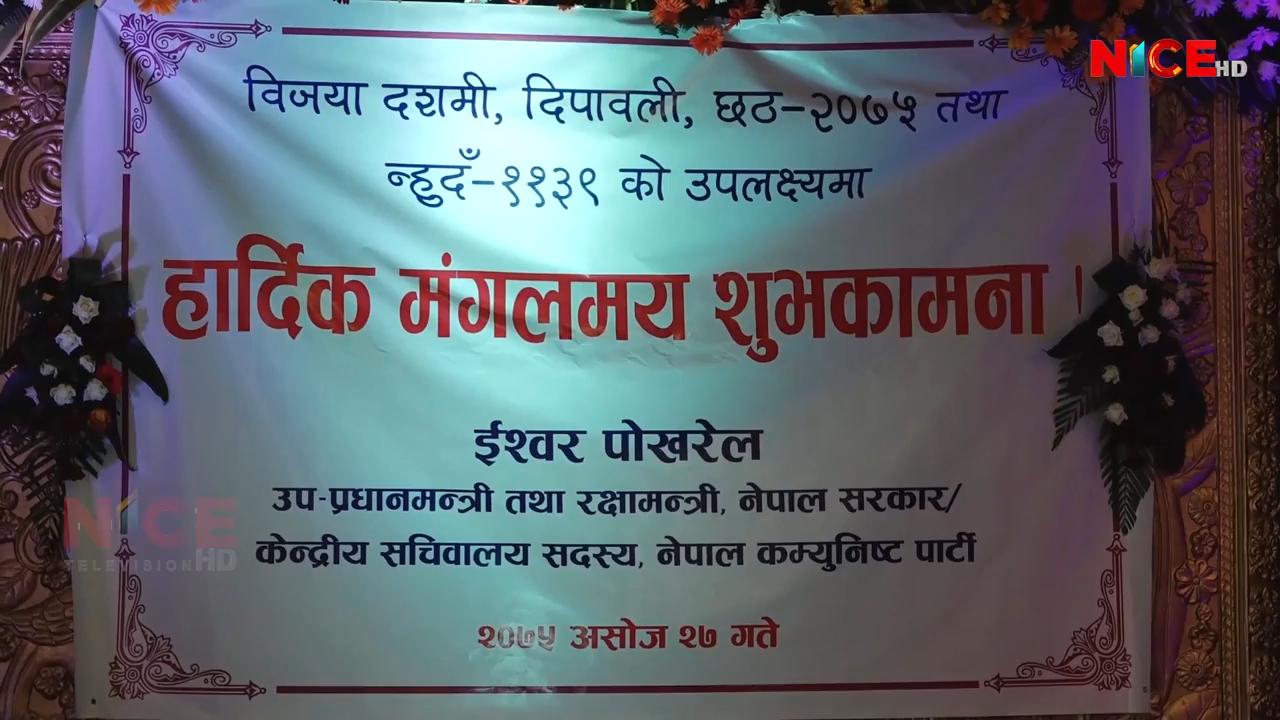 NICE HD
विजया दशमी, दिपावली, छठ-२०७५ तथा
न्हुदँ-११३९ को उपलक्ष्यमा
हार्दिक मंगलमय शुभकामना ।
ईश्वर पोखरेल
उप-प्रधानमन्त्री तथा रक्षामन्त्री, नेपाल सरकार/
केन्द्रीय सचिवालय सदस्य, नेपाल कम्युनिष्ट पार्टी
२०७५ असोज २७ गते
NICE
TELEVISION HD